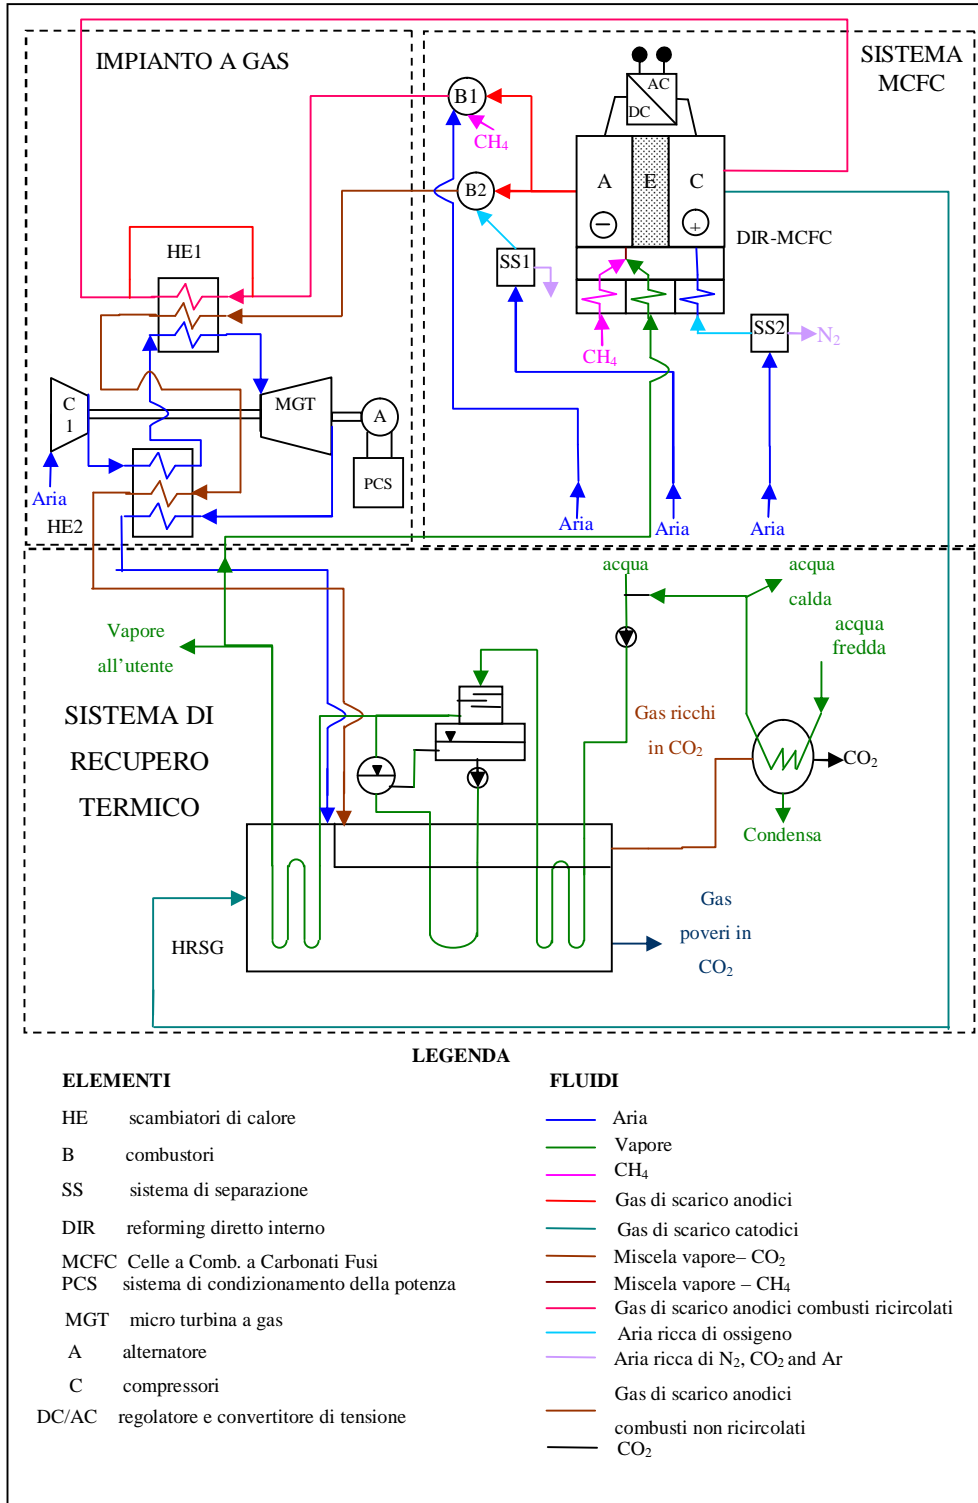 IMPIANTO A GAS
SISTEMA
MCFC
AC
DC
B1
CH4
A
E
C
−
+
B2
DIR-MCFC
HE1
SS1
SS2
N2
CH4
C
1
MGT
A
PCS
Aria
HE2
Aria
Aria
Aria
acqua
acqua
calda
Vapore
all’utente
acqua
fredda
SISTEMA DI
RECUPERO
TERMICO
Gas ricchi
in CO2
CO2
Condensa
HRSG
Gas
poveri in
CO2
LEGENDA
ELEMENTI
HE scambiatori di calore
B combustori
SS sistema di separazione
DIR reforming diretto interno
MCFC Celle a Comb. a Carbonati Fusi
PCS sistema di condizionamento della potenza
MGT micro turbina a gas
A alternatore
C compressori
DC/AC regolatore e convertitore di tensione
FLUIDI
Aria
Vapore
CH4
Gas di scarico anodici
Gas di scarico catodici
Miscela vapore– CO2
Miscela vapore – CH4
Gas di scarico anodici combusti ricircolati
Aria ricca di ossigeno
Aria ricca di N2, CO2 and Ar
Gas di scarico anodici
combusti non ricircolati
CO2